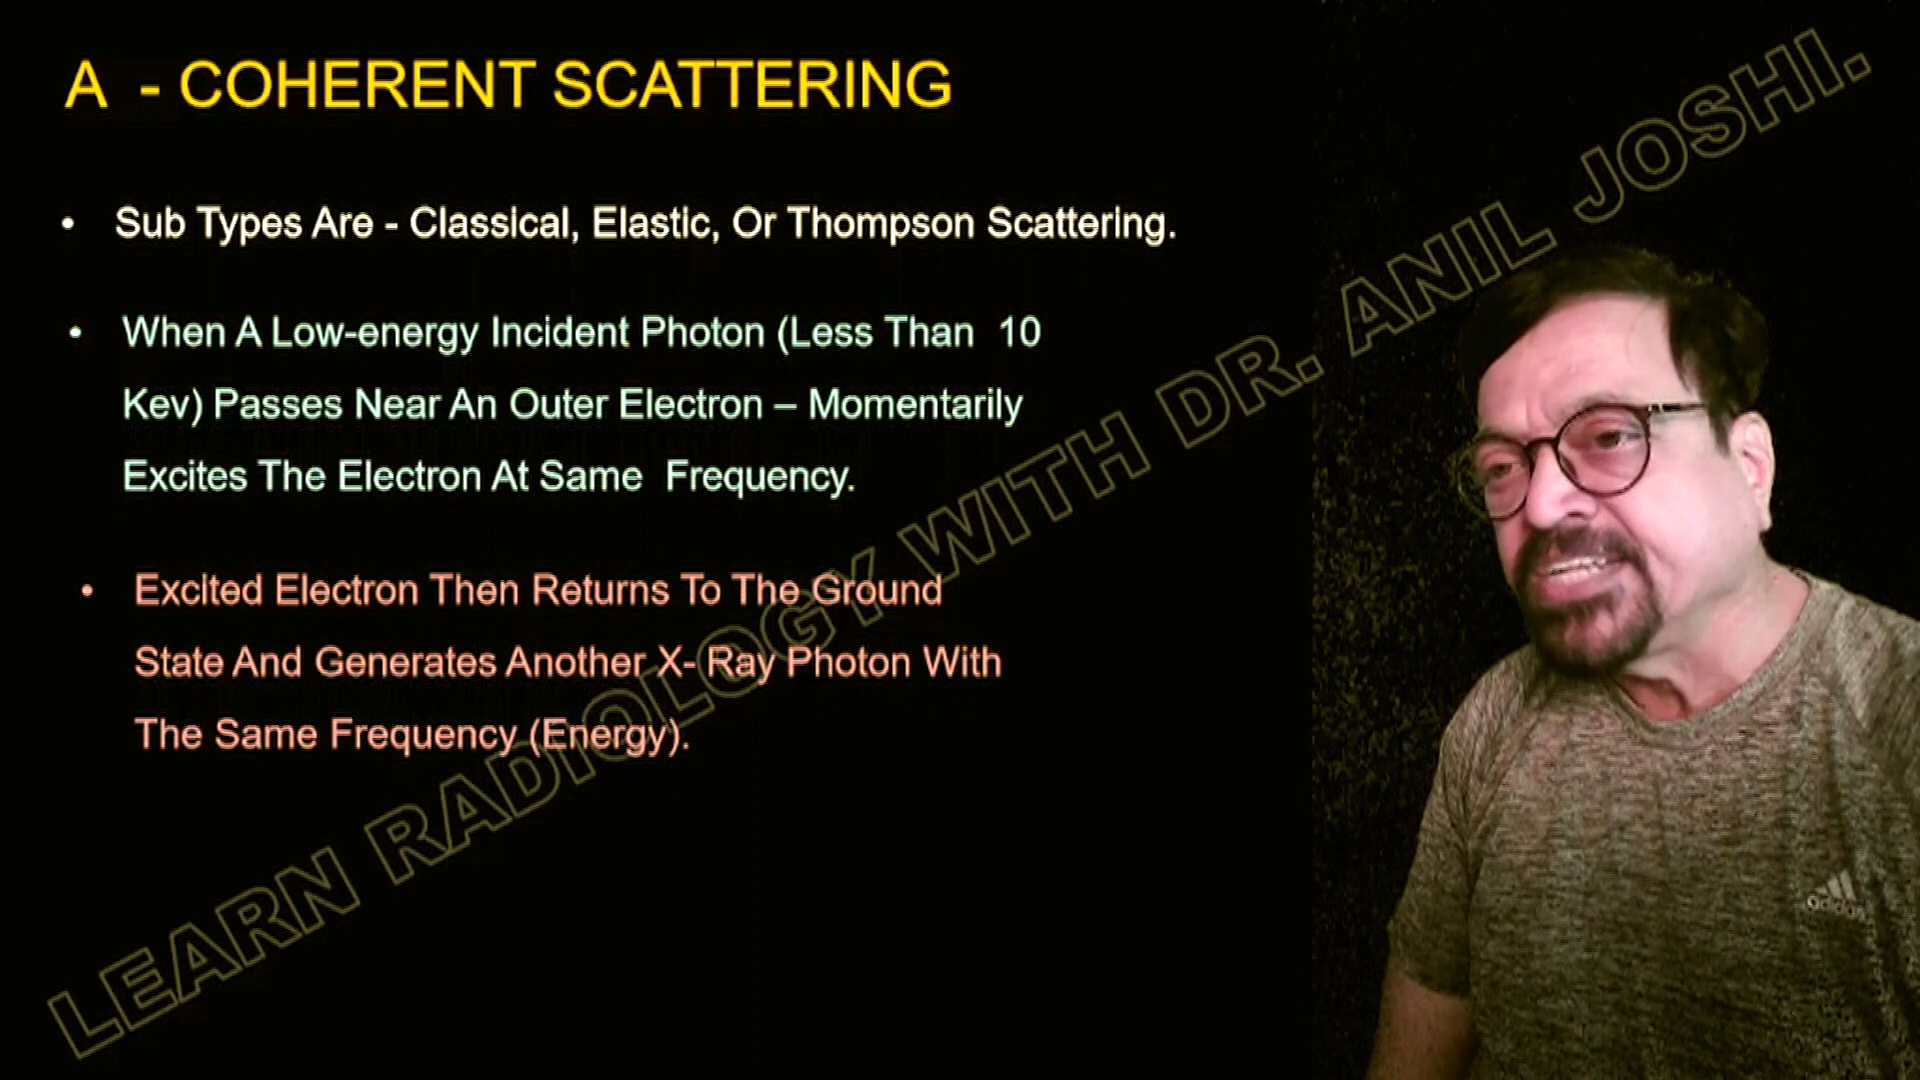 A - COHERENT SCATTERING
• Sub Types Are - Classical, Elastic, Or Thompson Scattering.
• When A Low-energy Incident Photon (Less Than 10
Kev) Passes Near An Outer Electron – Momentarily
Excites The Electron At Same Frequency.
• Excited Electron Then Returns To The Ground
State And Generates Another X- Ray Photon With
The Same Frequency (Energy).
LEARN RADIOLOGY WITH DR. ANIL JOSHI.
adidas